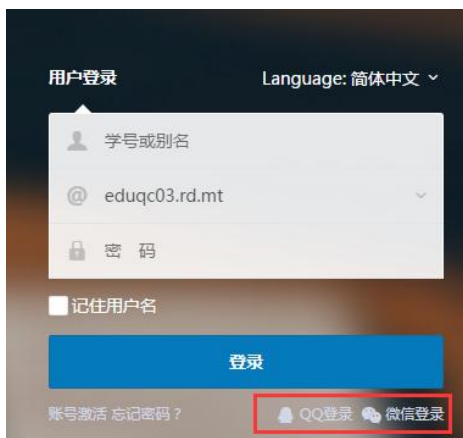 用户登录 Language: 简体中文
学号或别名
@ eduqc03.rd.mt
密 码
记住用户名
登录
账号激活 忘记密码？ QQ登录 微信登录